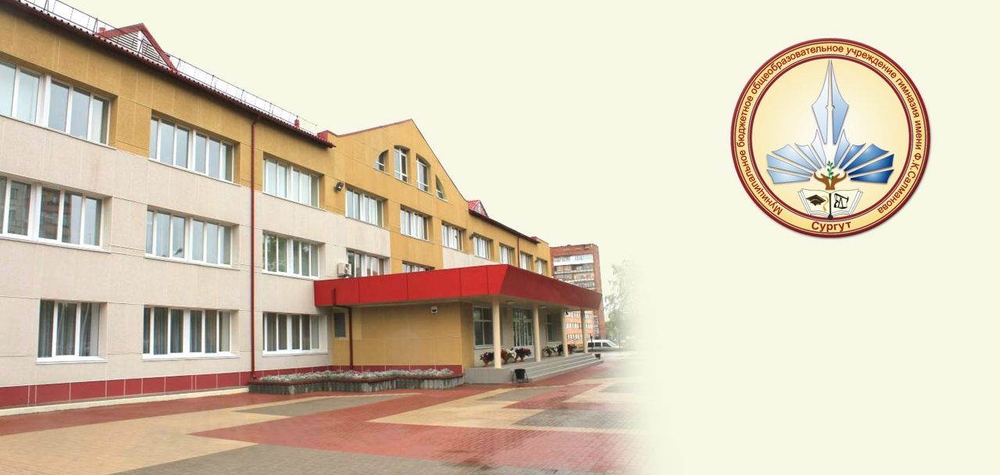 Муниципальное бюджетное общеобразовательное учреждение гимназия имени Ф.К.Салманова
Сургут